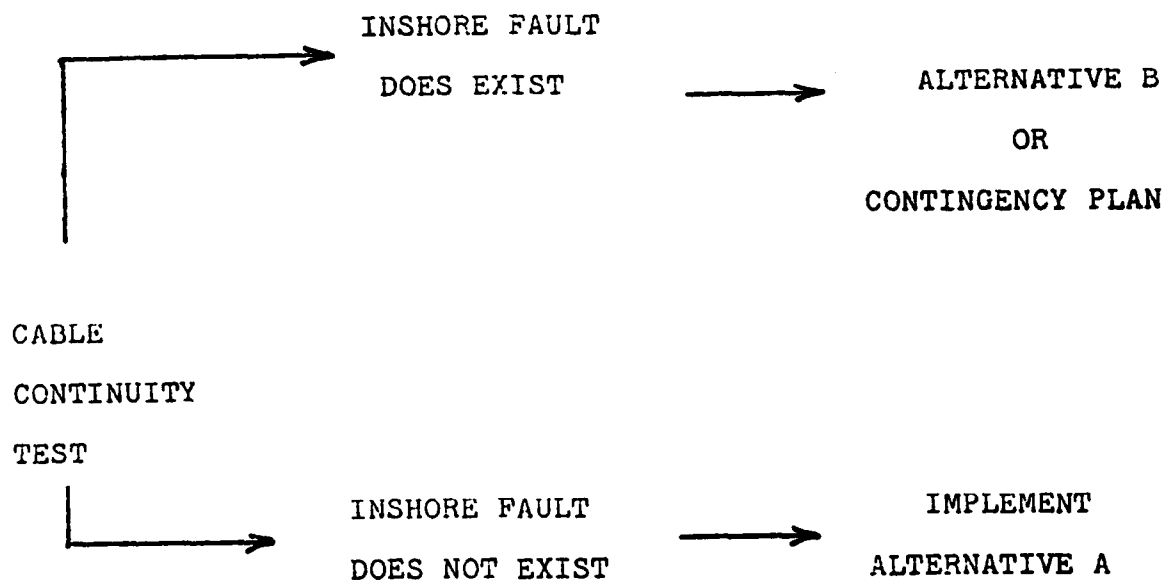 INSHORE FAULT
DOES EXIST
ALTERNATIVE B
OR
CONTINGENCY PLAN
CABLE
CONTINUITY
TEST
INSHORE FAULT
DOES NOT EXIST
IMPLEMENT
ALTERNATIVE A